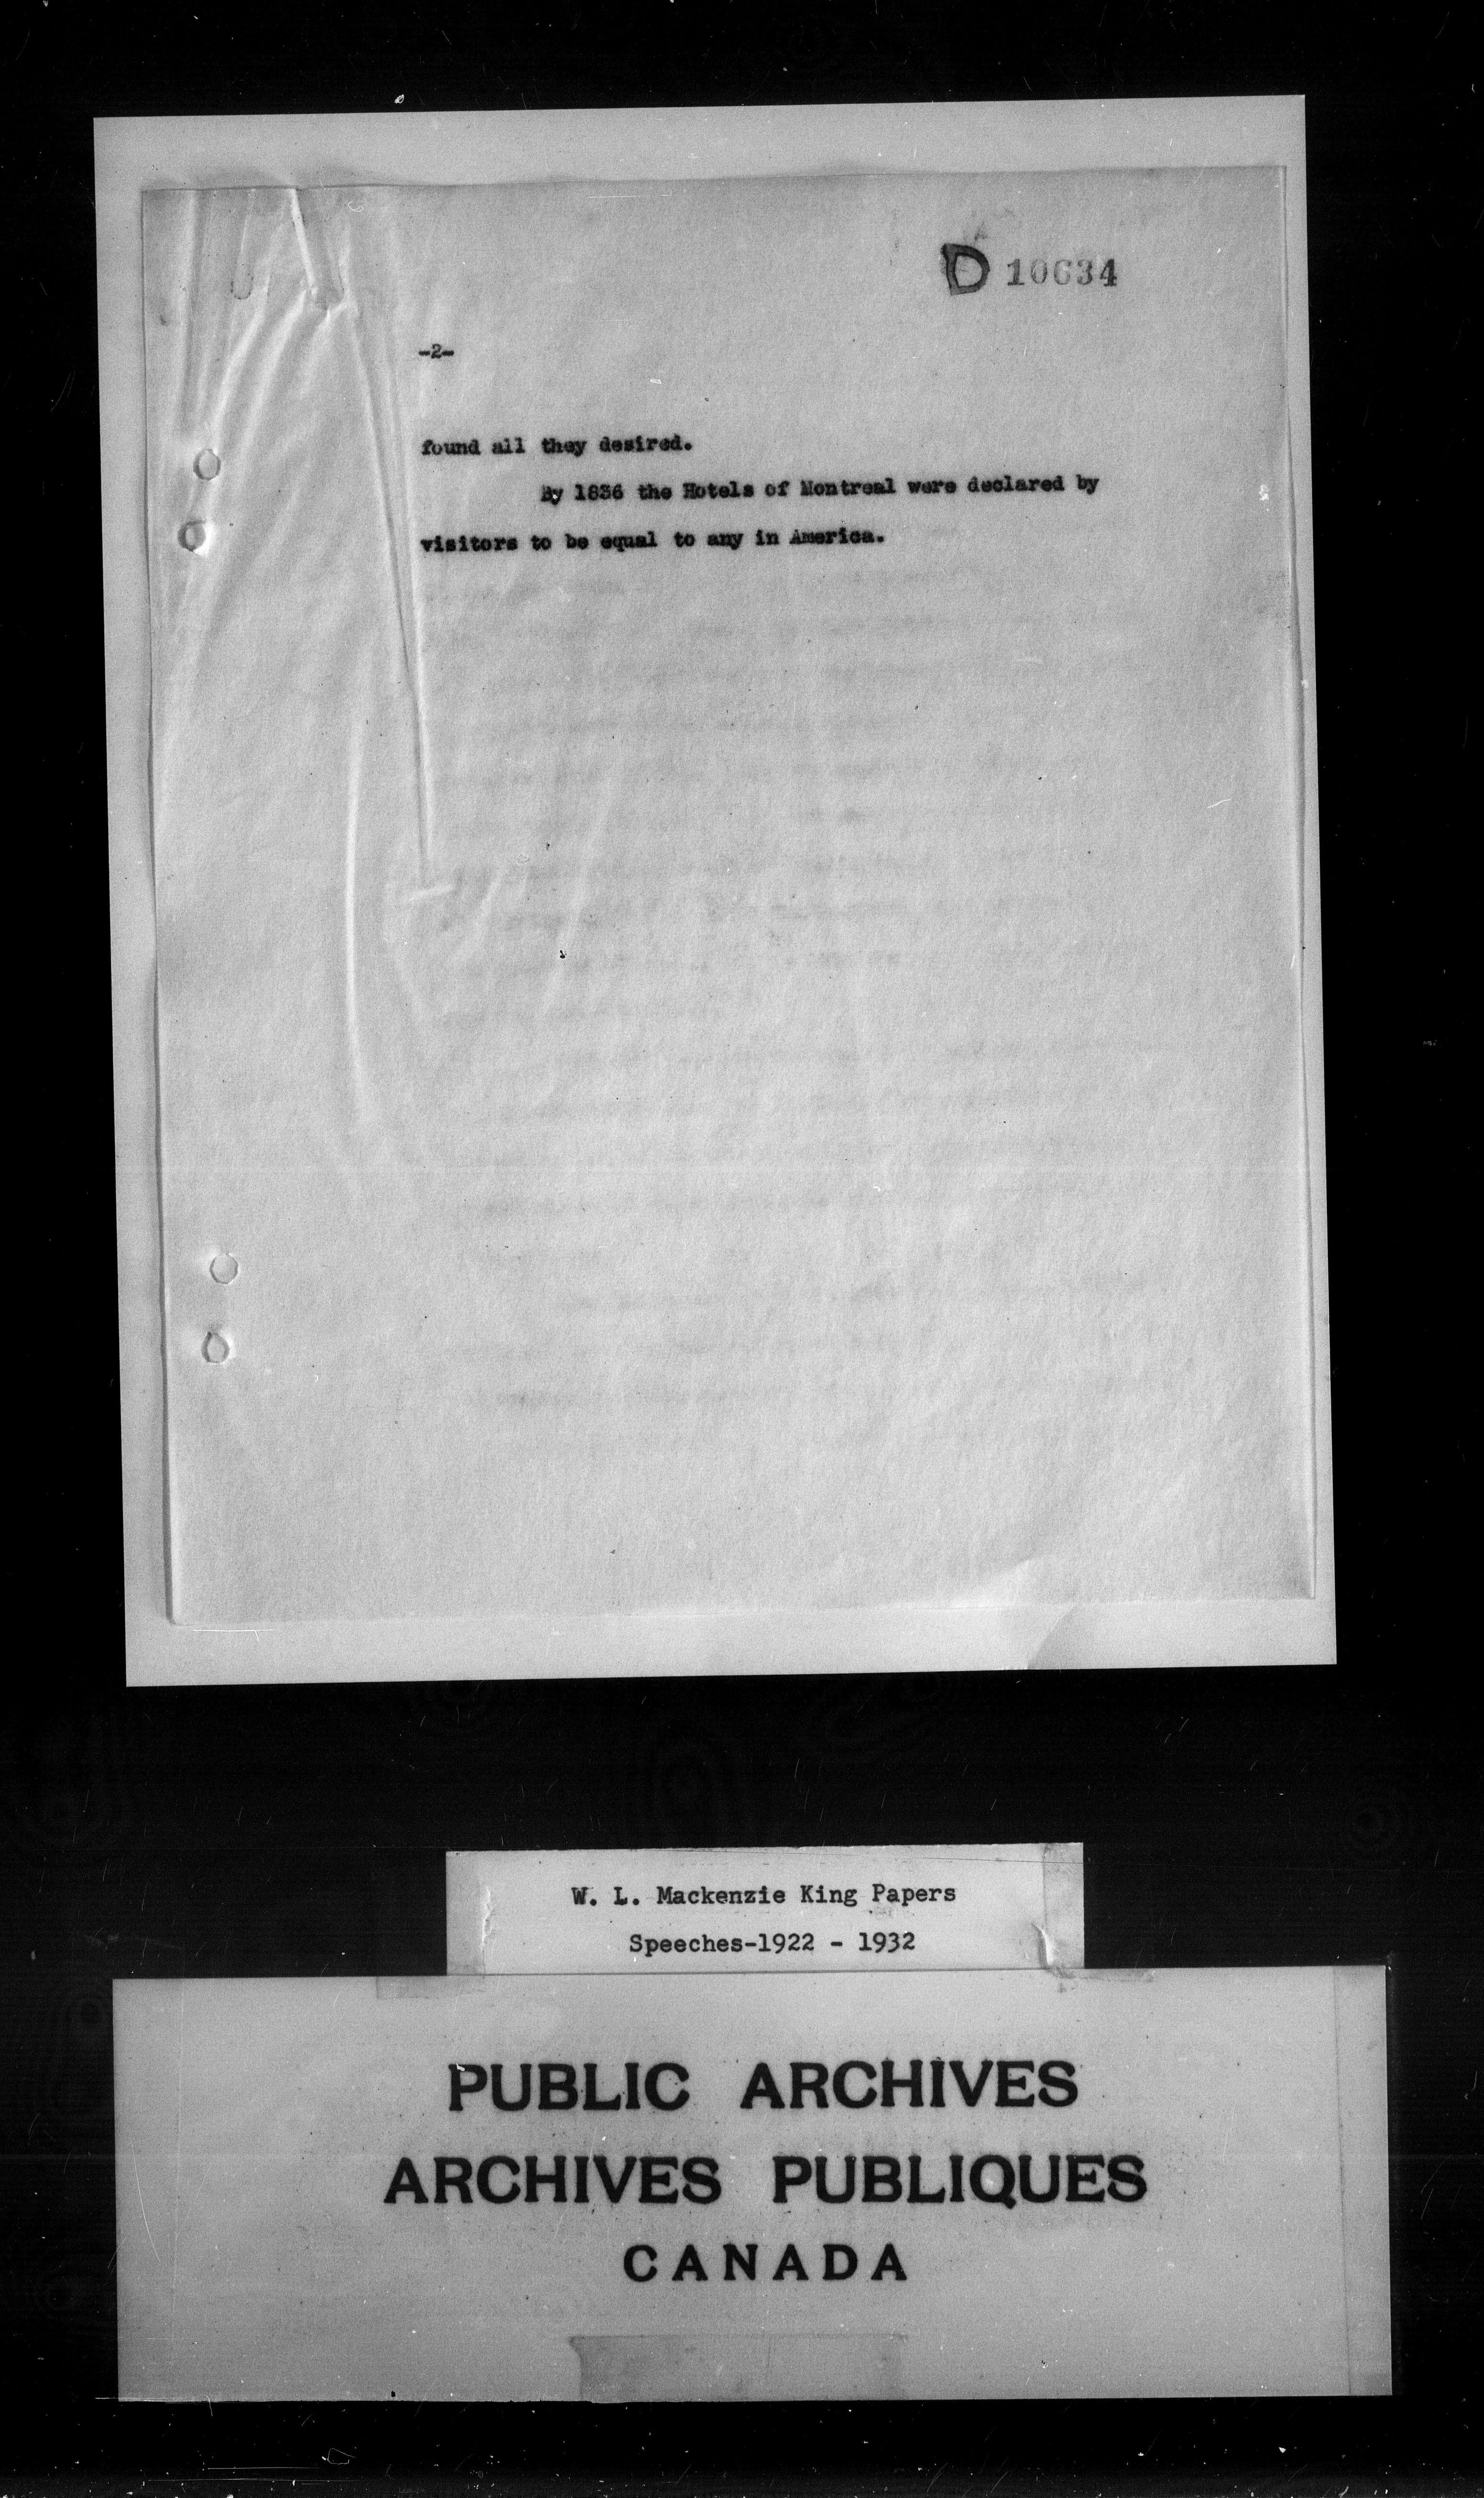 D 10634
-2-
found all they desired.
By 1836 the Hotels of Montreal were declared by
visitors to be equal to any in America.
W. L. Mackenzie King Papers
Speeches-1922 - 1932
PUBLIC ARCHIVES
ARCHIVES PUBLIQUES
CANADA